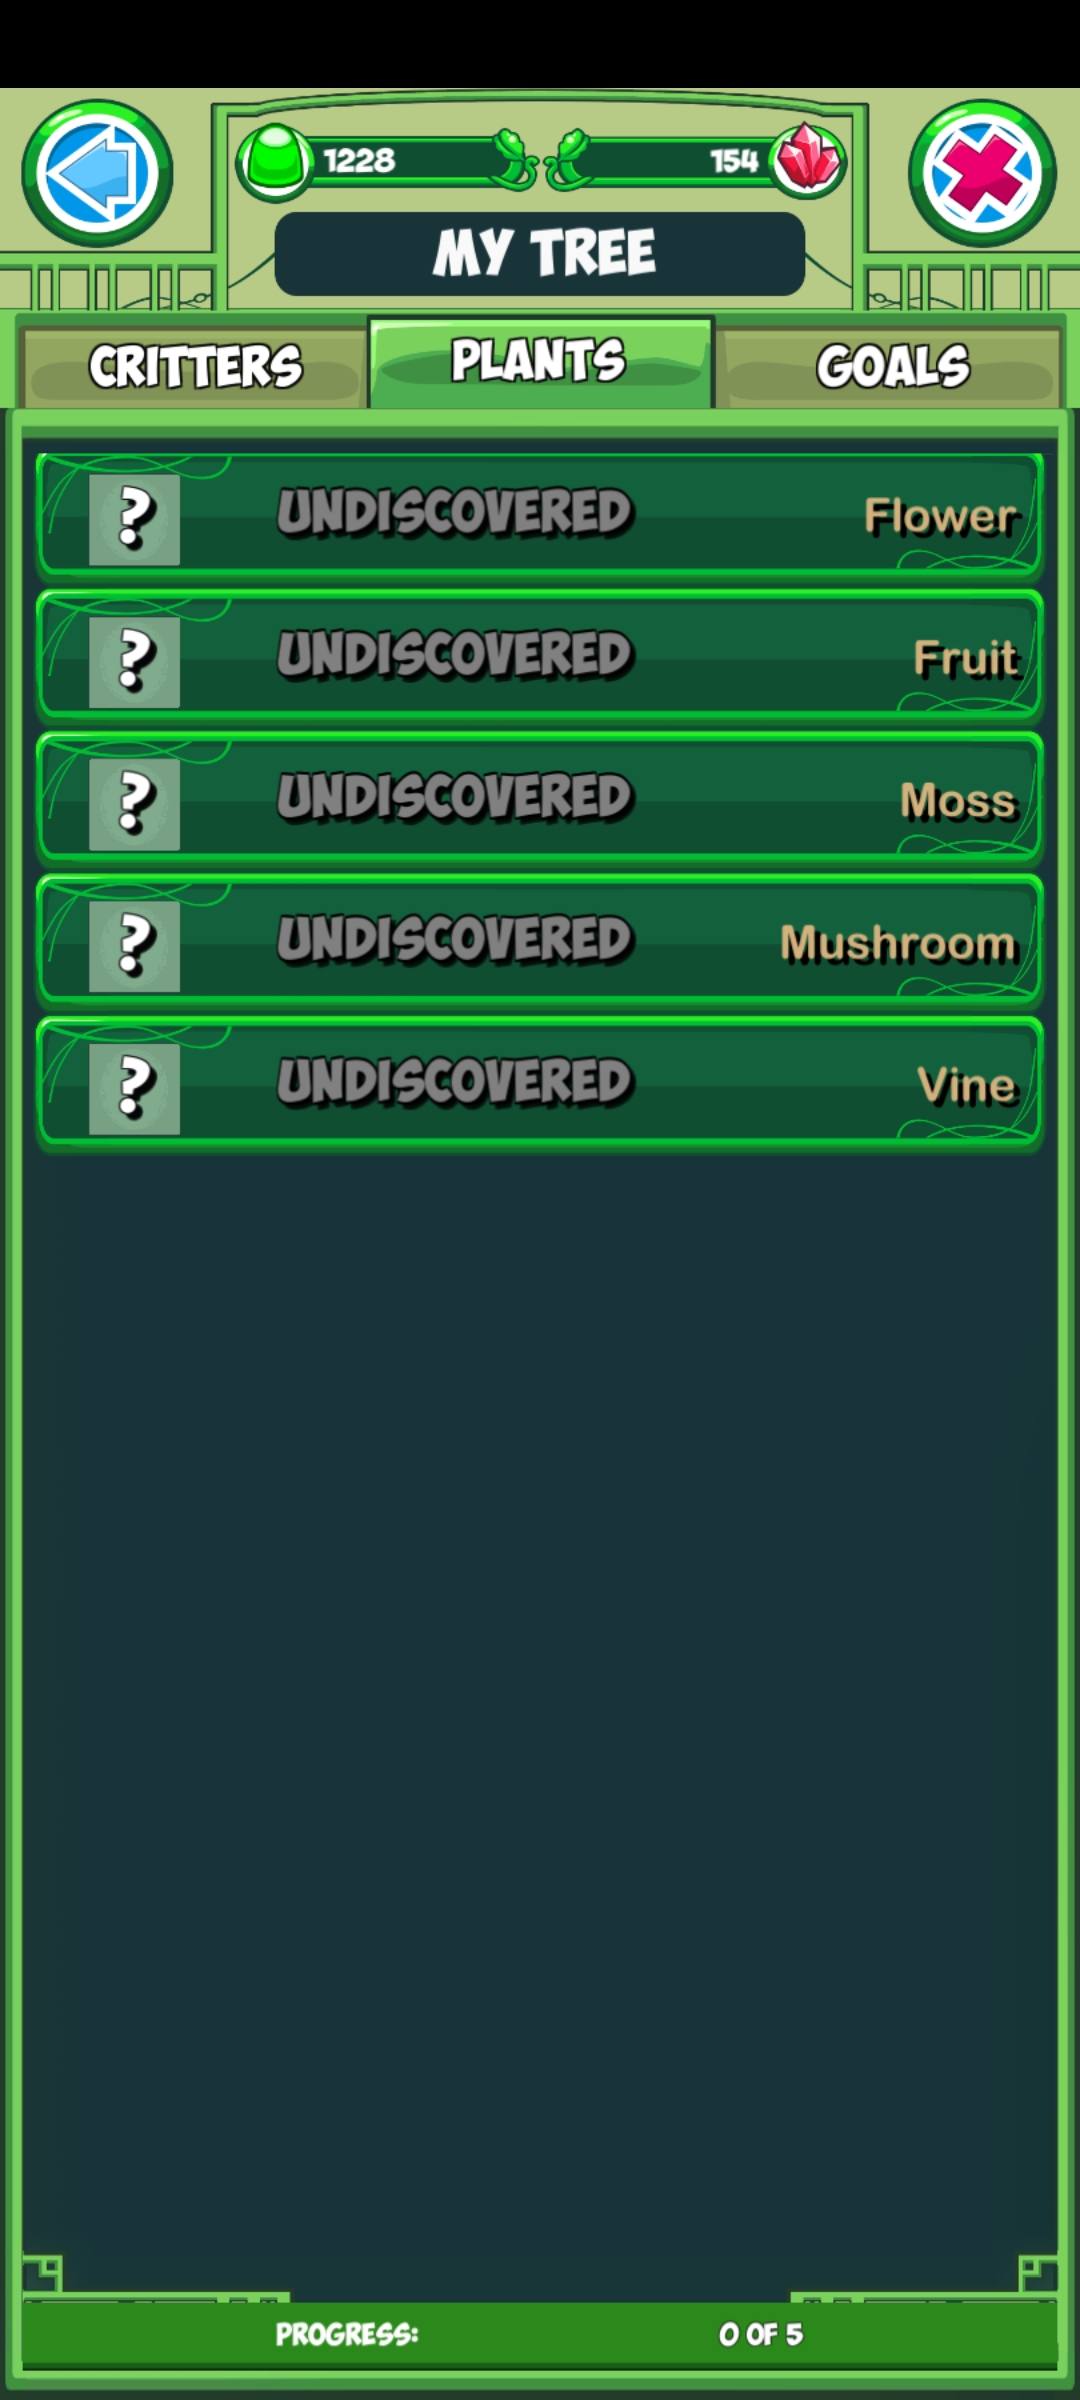 1228
154
MY TREE
CRITTERS
PLANTS
GOALS
?
UNDISCOVERED
Flower
?
UNDISCOVERED
Fruit
?
UNDISCOVERED
Moss
?
UNDISCOVERED
Mushroom
?
UNDISCOVERED
Vine
PROGRESS:
0 OF 5